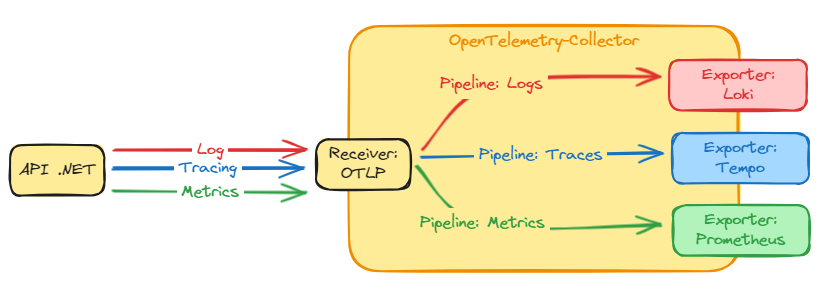 OpenTelemetry-Collector
API .NET
Log
Tracing
Metrics
Receiver:
OTLP
Pipeline: Logs
Pipeline: Traces
Pipeline: Metrics
Exporter:
Loki
Exporter:
Tempo
Exporter:
Prometheus